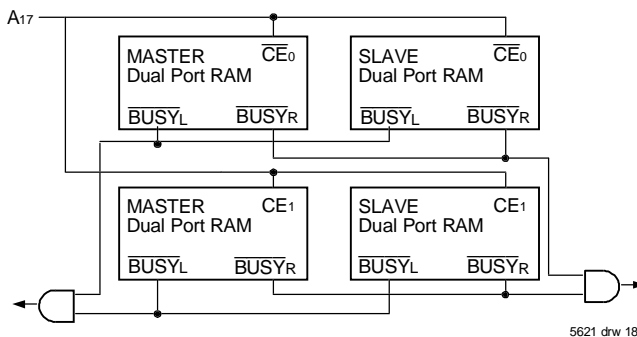 A17
MASTER CE0
Dual Port RAM
BUSYL BUSYR
SLAVE CE0
Dual Port RAM
BUSYL BUSYR
MASTER CE1
Dual Port RAM
BUSYL BUSYR
SLAVE CE1
Dual Port RAM
BUSYL BUSYR
5621 drw 18